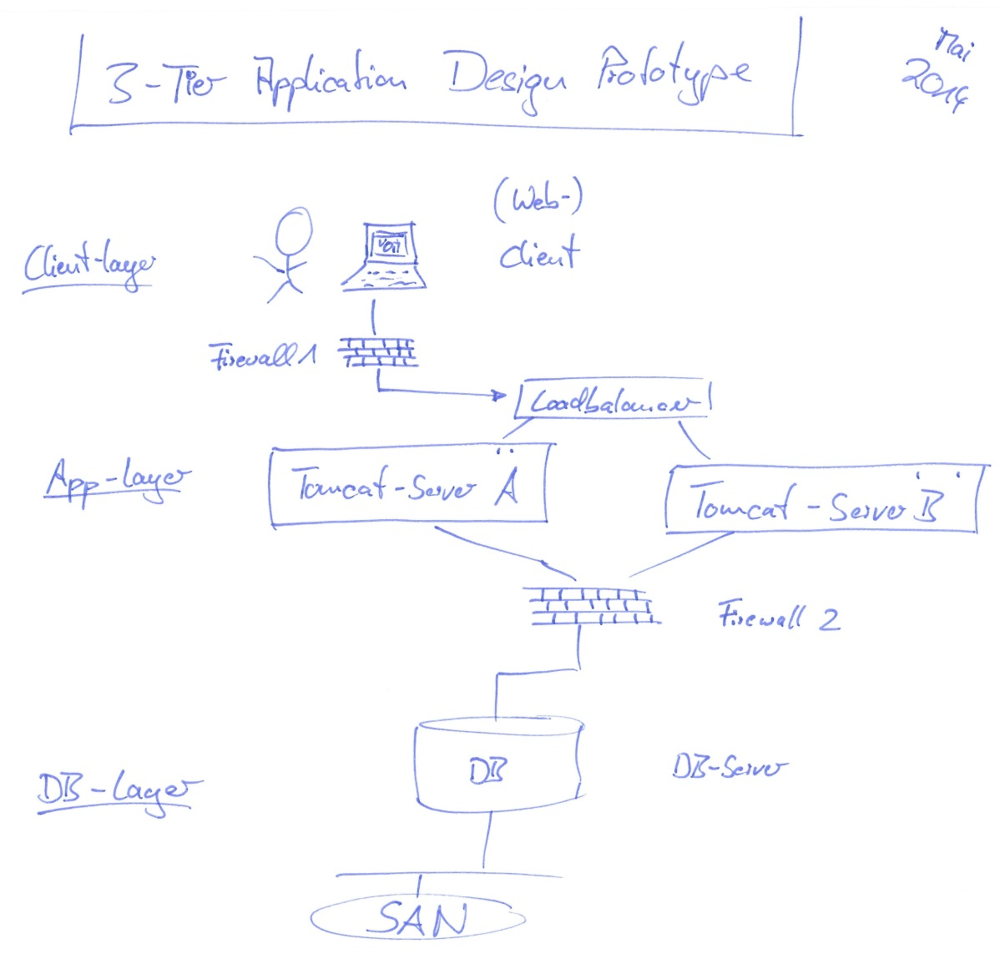 3-Tier Application Design Prototype
Mai
2014
(Web-)
Client
Client-layer
Firewall 1
Loadbalancer
App-layer
Tomcat-Server A
Tomcat-Server B
Firewall 2
DB
DB-Server
DB-Layer
SAN